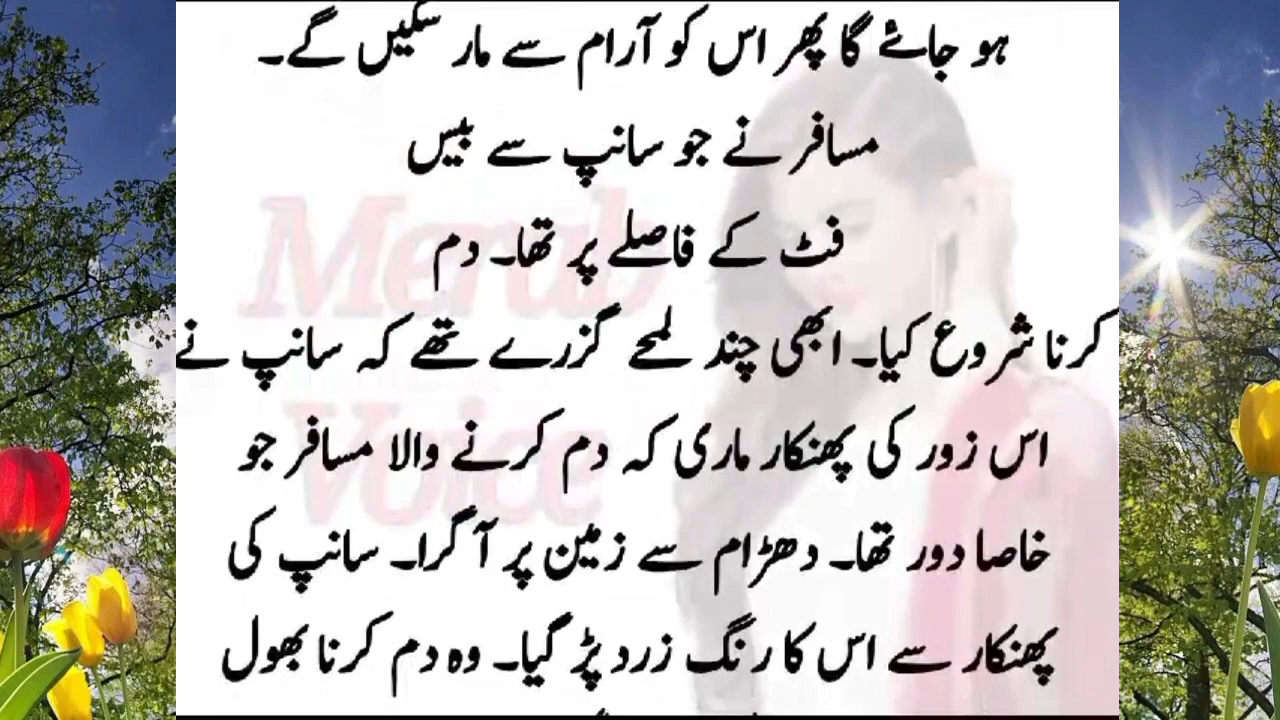 ہو جائے گا پھر اس کو آرام سے مار سکیں گے۔
مسافر نے جو سانپ سے بیس
فٹ کے فاصلے پر تھا۔ دم
کرنا شروع کیا۔ ابھی چند لمحے گزرے تھے کہ سانپ نے
اس زور کی پھنکار ماری کہ دم کرنے والا مسافر جو
خاصا دور تھا۔ دھڑام سے زمین پر آ گرا۔ سانپ کی
پھنکار سے اس کا رنگ زرد پڑ گیا۔ وہ دم کرنا بھول
Merab
Voice